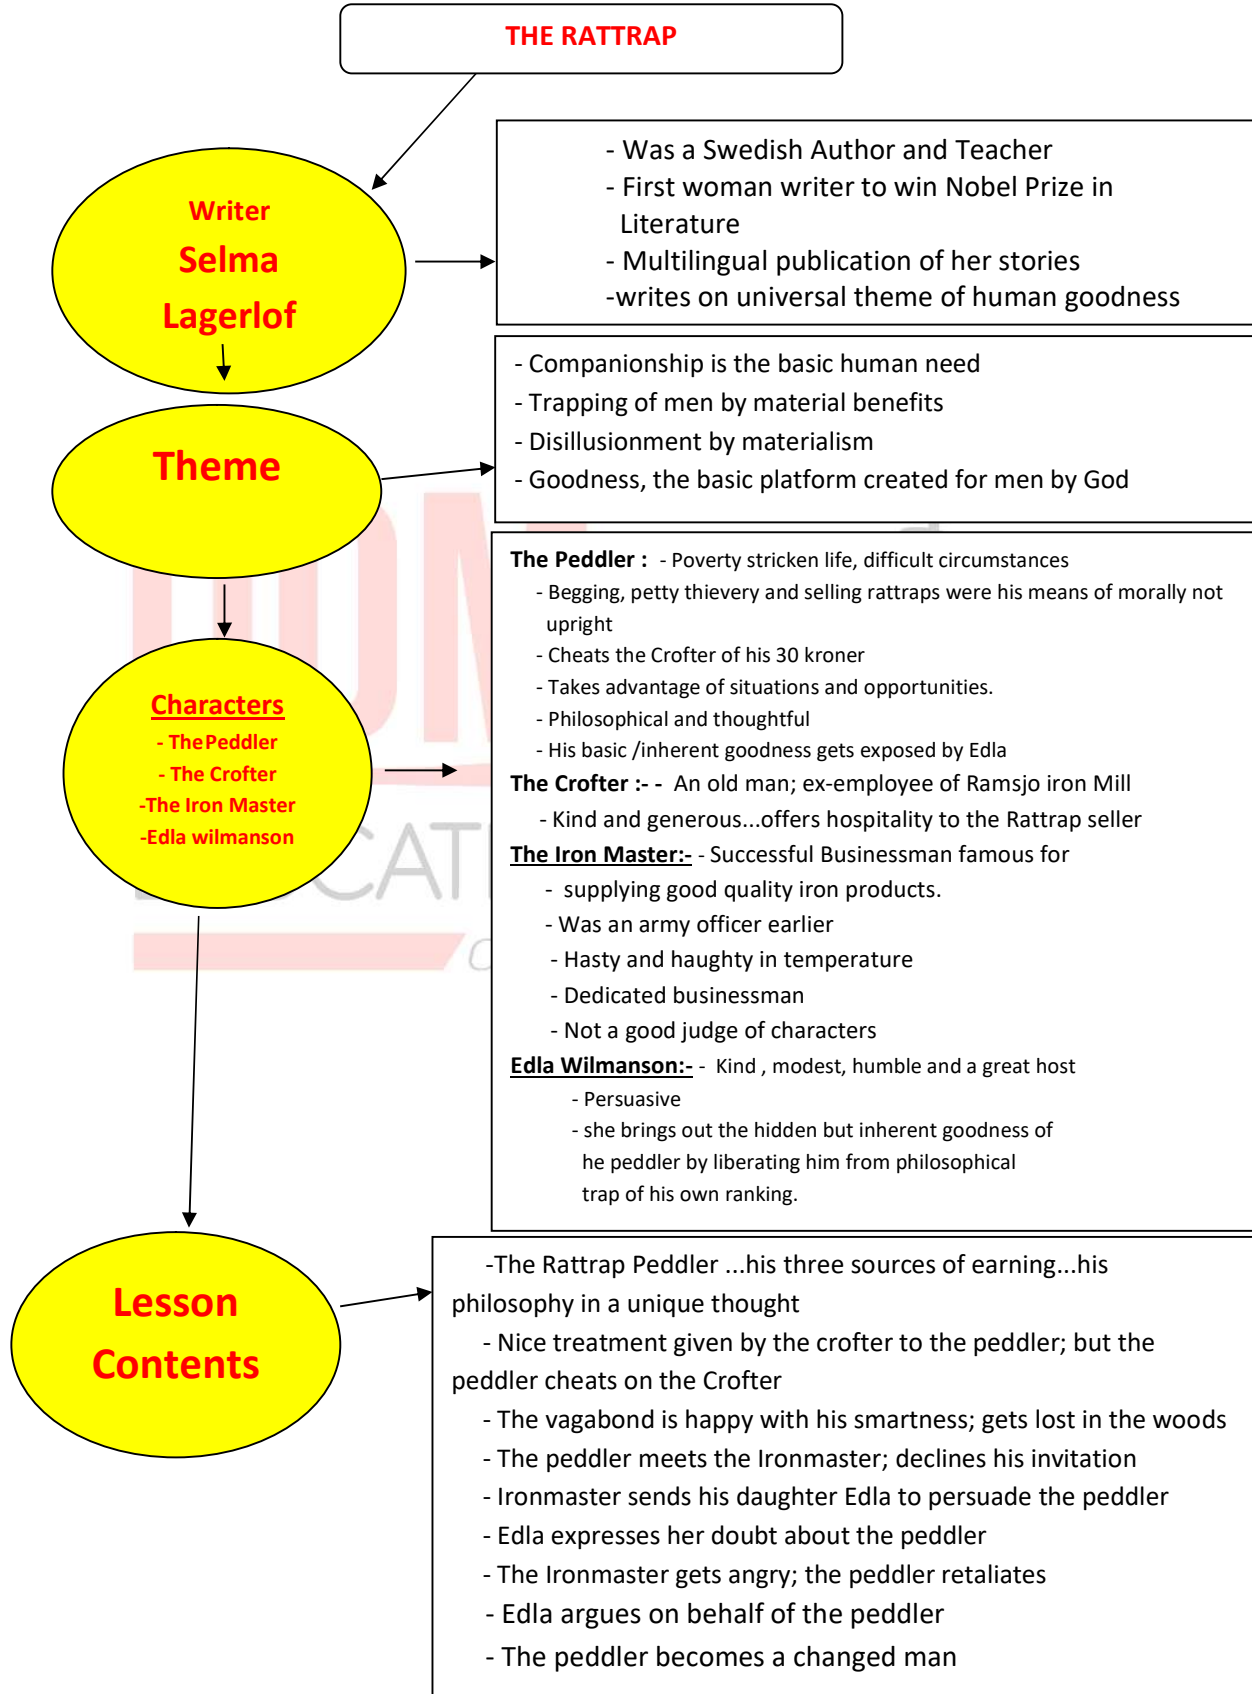 THE RATTRAP
Writer
Selma
Lagerlof
- Was a Swedish Author and Teacher
- First woman writer to win Nobel Prize in
Literature
- Multilingual publication of her stories
-writes on universal theme of human goodness
Theme
- Companionship is the basic human need
- Trapping of men by material benefits
- Disillusionment by materialism
- Goodness, the basic platform created for men by God
Characters
- The Peddler
- The Crofter
-The Iron Master
-Edla wilmanson
The Peddler : - Poverty stricken life, difficult circumstances
- Begging, petty thievery and selling rattraps were his means of morally not
upright
- Cheats the Crofter of his 30 kroner
- Takes advantage of situations and opportunities.
- Philosophical and thoughtful
- His basic /inherent goodness gets exposed by Edla
The Crofter :- - An old man; ex-employee of Ramsjo iron Mill
- Kind and generous...offers hospitality to the Rattrap seller
The Iron Master:- - Successful Businessman famous for
- supplying good quality iron products.
- Was an army officer earlier
- Hasty and haughty in temperature
- Dedicated businessman
- Not a good judge of characters
Edla Wilmanson:- - Kind , modest, humble and a great host
- Persuasive
- she brings out the hidden but inherent goodness of
he peddler by liberating him from philosophical
trap of his own ranking.
Lesson
Contents
-The Rattrap Peddler ...his three sources of earning...his
philosophy in a unique thought
- Nice treatment given by the crofter to the peddler; but the
peddler cheats on the Crofter
- The vagabond is happy with his smartness; gets lost in the woods
- The peddler meets the Ironmaster; declines his invitation
- Ironmaster sends his daughter Edla to persuade the peddler
- Edla expresses her doubt about the peddler
- The Ironmaster gets angry; the peddler retaliates
- Edla argues on behalf of the peddler
- The peddler becomes a changed man